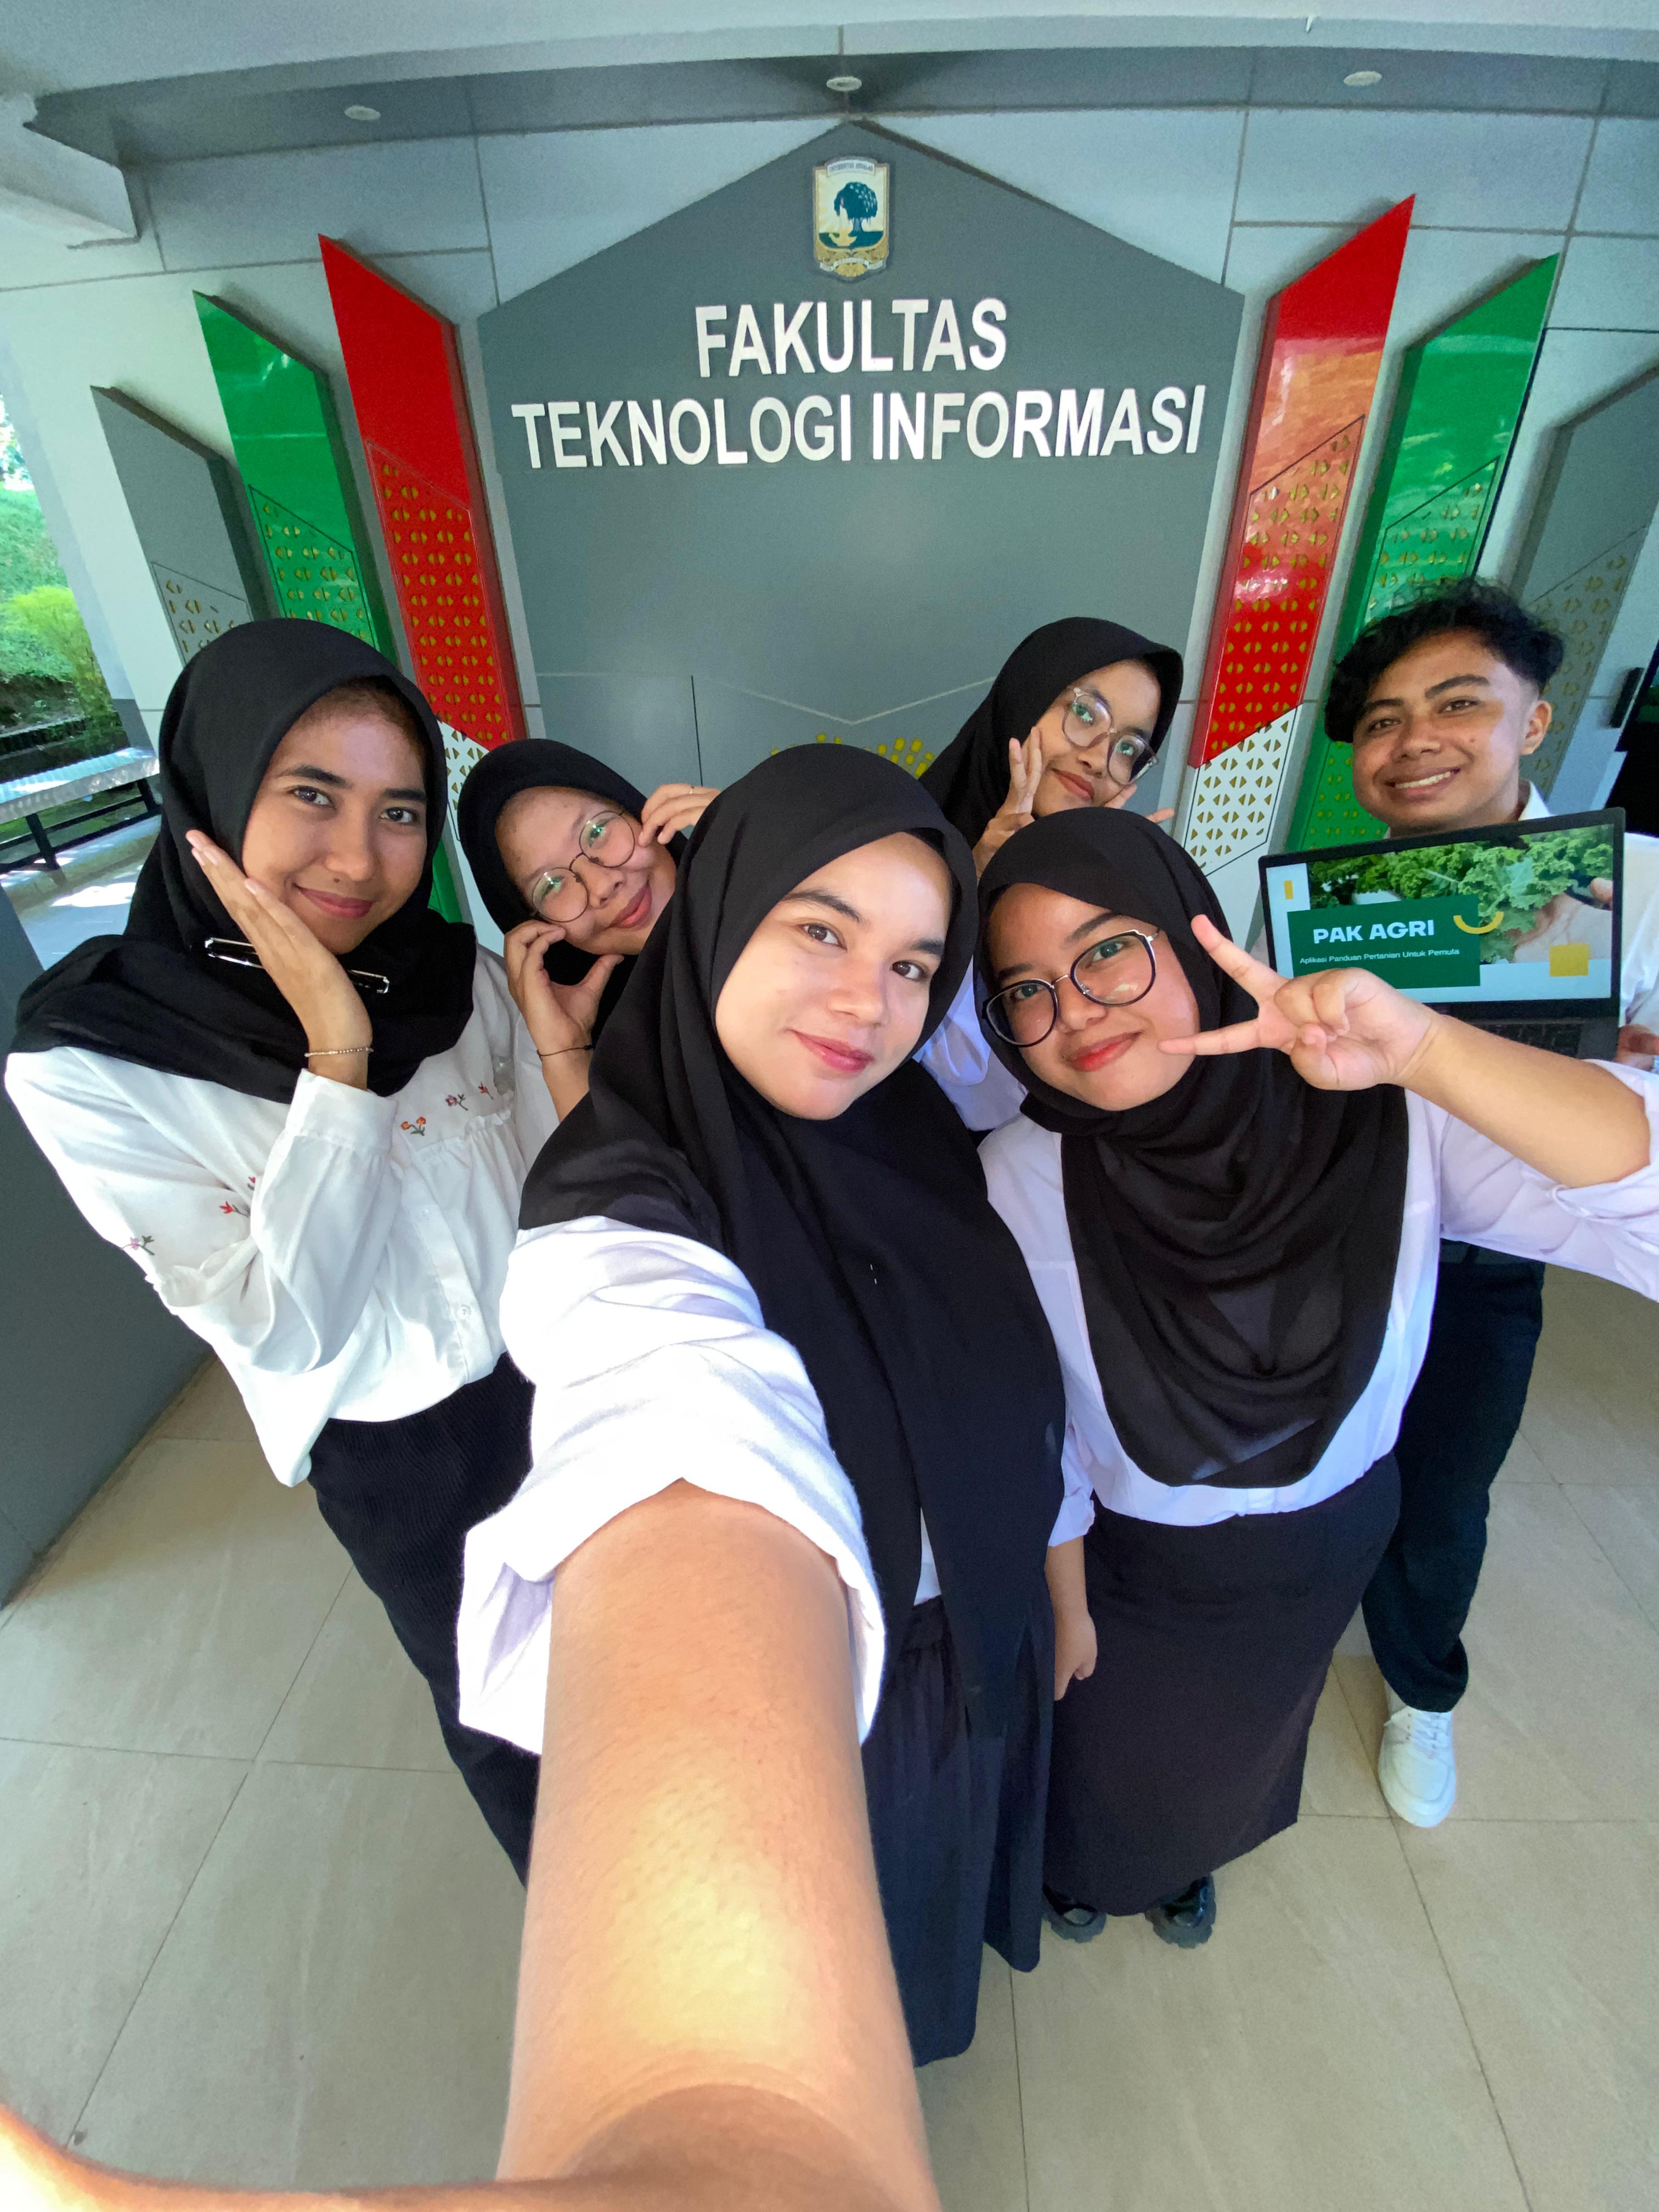 FAKULTAS
TEKNOLOGI INFORMASI
PAK AGRI
Aplikasi Panduan Pertanian Untuk Pemula